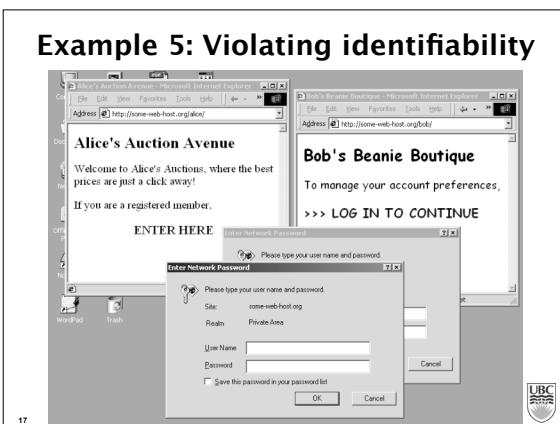 Example 5: Violating identifiability
Alice's Auction Avenue - Microsoft Internet Explorer
File Edit View Favorites Tools Help
Address http://some-web-host.org/alice/
Alice's Auction Avenue
Welcome to Alice's Auctions, where the best
prices are just a click away!
If you are a registered member,
ENTER HERE
Bob's Beanie Boutique - Microsoft Internet Explorer
File Edit View Favorites Tools Help
Address http://some-web-host.org/bob/
Bob's Beanie Boutique
To manage your account preferences,
>>> LOG IN TO CONTINUE
Enter Network Password
Please type your user name and password.
Cancel
Enter Network Password
Please type your user name and password.
Site: some-web-host.org
Realm Private Area
User Name
Password
Save this password in your password list
OK Cancel
WordPad Trash
UBC
17